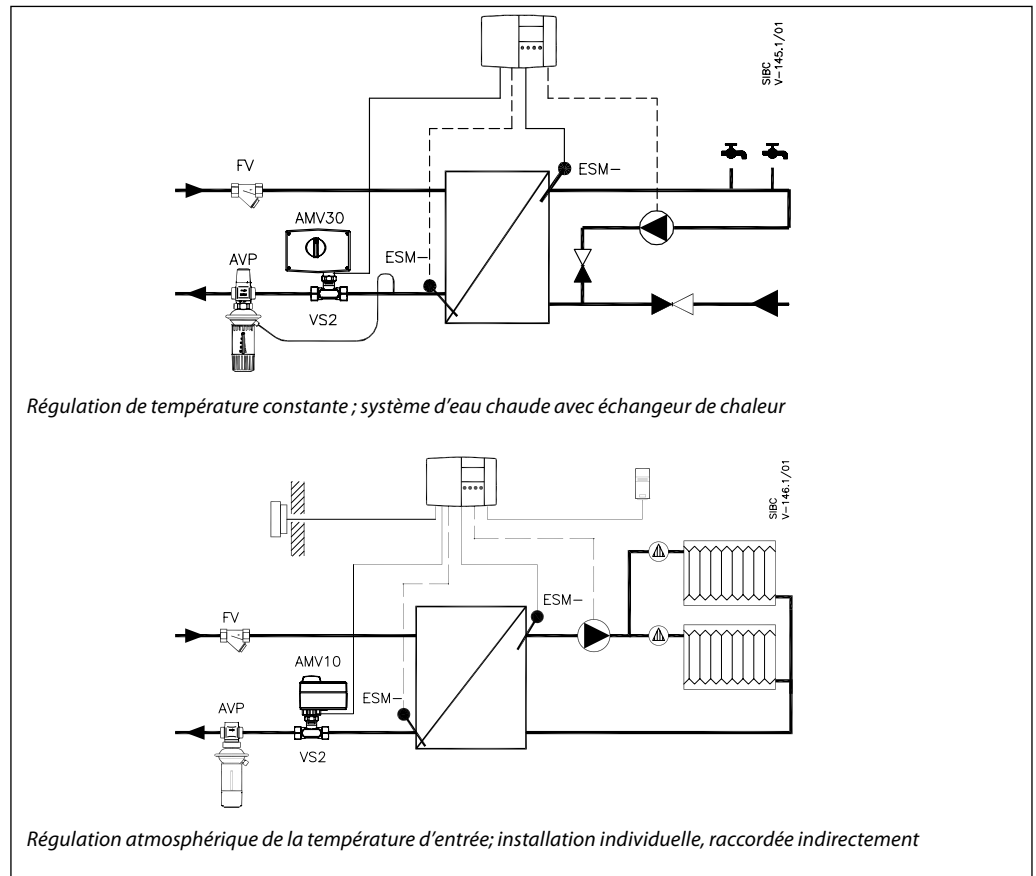 SIBC
V-145.1/01
FV
ESM-
AMV30
ESM-
AVP
VS2
Régulation de température constante ; système d'eau chaude avec échangeur de chaleur
SIBC
V-146.1/01
ESM-
FV
AMV10
ESM-
AVP
VS2
Régulation atmosphérique de la température d'entrée; installation individuelle, raccordée indirectement